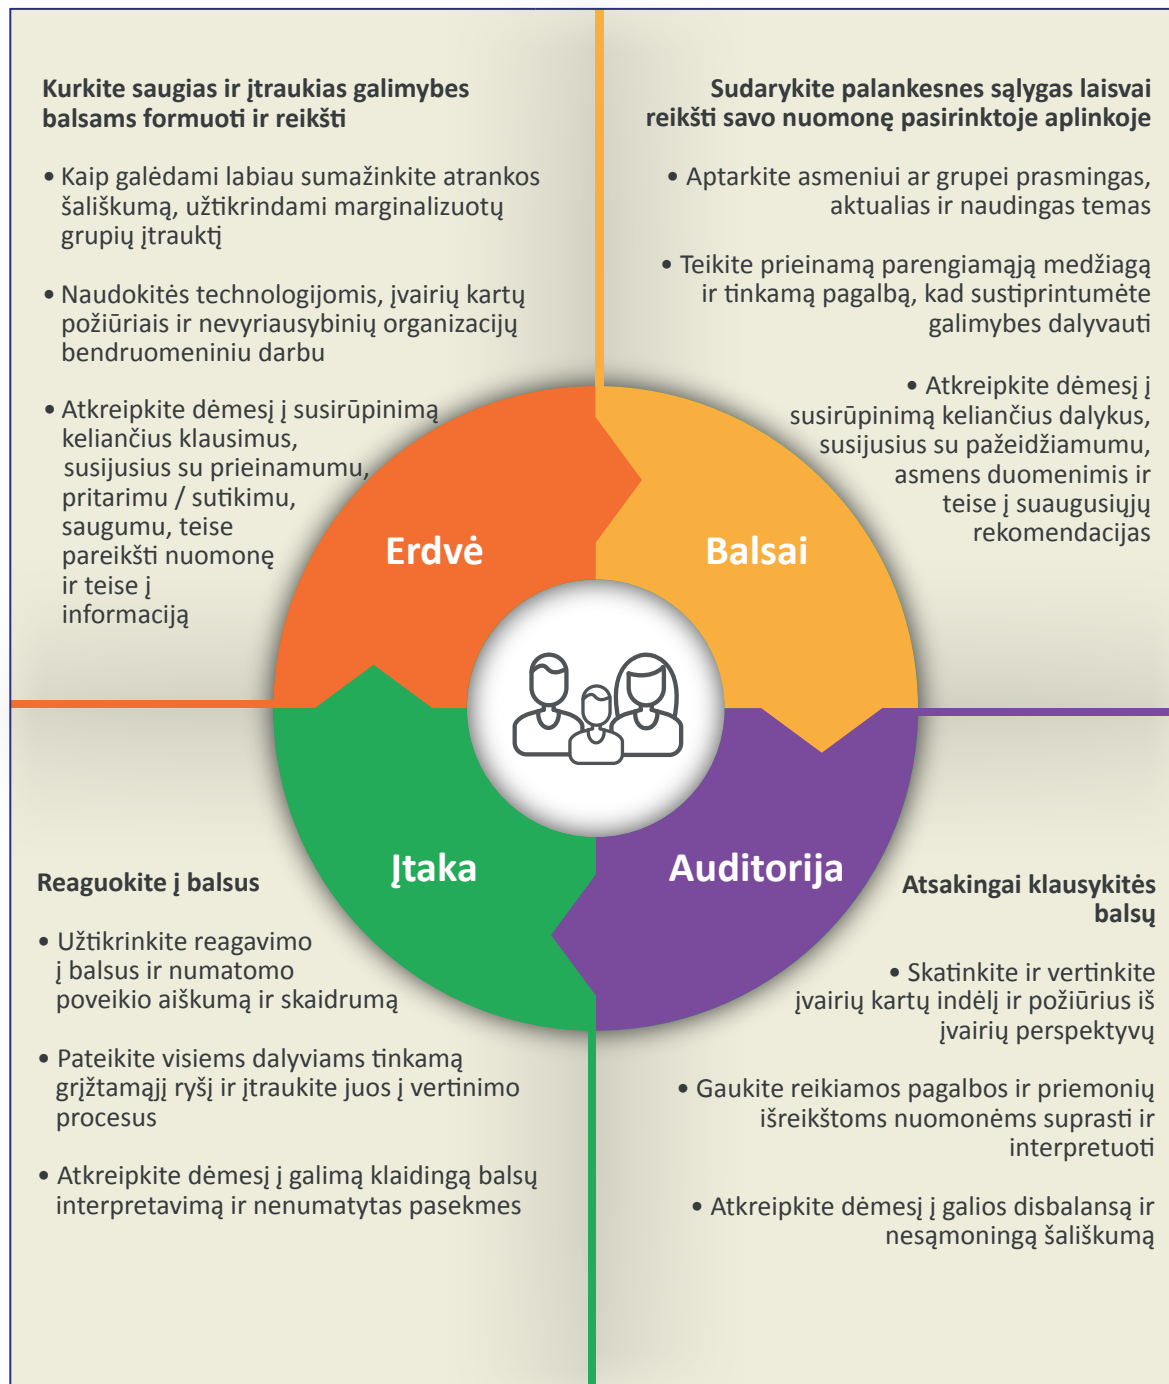 Kurkite saugias ir įtraukias galimybes
balsams formuoti ir reikšti
• Kaip galėdami labiau sumažinkite atrankos
šališkumą, užtikrindami marginalizuotų
grupių įtrauktį
• Naudokitės technologijomis, įvairių kartų
požiūriais ir nevyriausybinių organizacijų
bendruomeniniu darbu
• Atkreipkite dėmesį į susirūpinimą
keliančius klausimus,
susijusius su prieinamumu,
pritarimu / sutikimu,
saugumu, teise
pareikšti nuomonę
ir teise į
informaciją
Sudarykite palankesnes sąlygas laisvai
reikšti savo nuomonę pasirinktoje aplinkoje
• Aptarkite asmeniui ar grupei prasmingas,
aktualias ir naudingas temas
• Teikite prieinamą parengiamąją medžiagą
ir tinkamą pagalbą, kad sustiprintumėte
galimybes dalyvauti
• Atkreipkite dėmesį į
susirūpinimą keliančius dalykus,
susijusius su pažeidžiamumu,
asmens duomenimis ir
teise į suaugusiųjų
rekomendacijas
Erdvė
Balsai
Įtaka
Auditorija
Reaguokite į balsus
• Užtikrinkite reagavimo
į balsus ir numatomo
poveikio aiškumą ir skaidrumą
• Pateikite visiems dalyviams tinkamą
grįžtamąjį ryšį ir įtraukite juos į vertinimo
procesus
• Atkreipkite dėmesį į galimą klaidingą balsų
interpretavimą ir nenumatytas pasekmes
Atsakingai klausykitės
balsų
• Skatinkite ir vertinkite
įvairių kartų indėlį ir požiūrius iš
įvairių perspektyvų
• Gaukite reikiamos pagalbos ir priemonių
išreikštoms nuomonėms suprasti ir
interpretuoti
• Atkreipkite dėmesį į galios disbalansą ir
nesąmoningą šališkumą